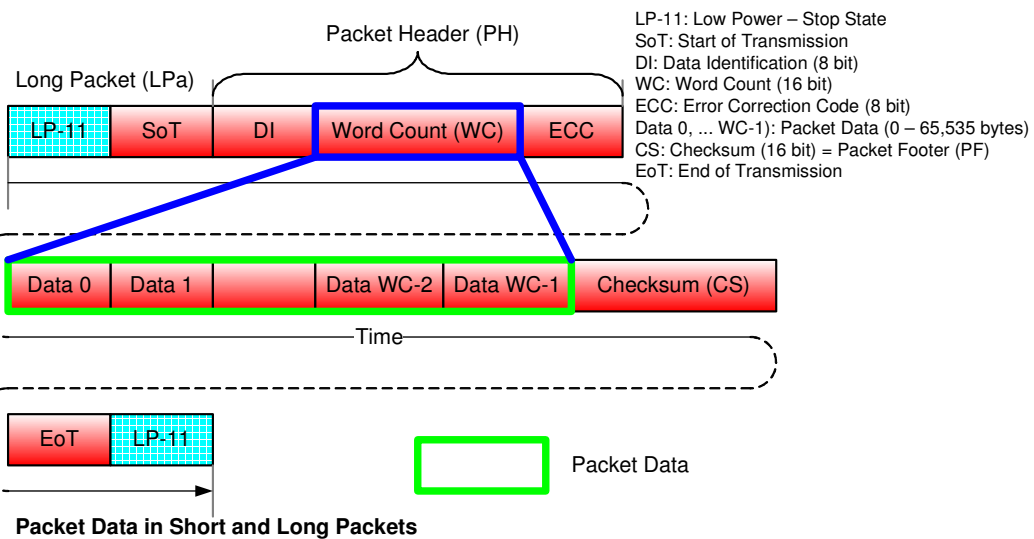 Packet Header (PH)
LP-11: Low Power – Stop State
SoT: Start of Transmission
DI: Data Identification (8 bit)
WC: Word Count (16 bit)
ECC: Error Correction Code (8 bit)
Data 0, ... WC-1): Packet Data (0 – 65,535 bytes)
CS: Checksum (16 bit) = Packet Footer (PF)
EoT: End of Transmission
Long Packet (LPa)
LP-11 SoT DI Word Count (WC) ECC
Data 0 Data 1 Data WC-2 Data WC-1 Checksum (CS)
Time
EoT LP-11
Packet Data
Packet Data in Short and Long Packets